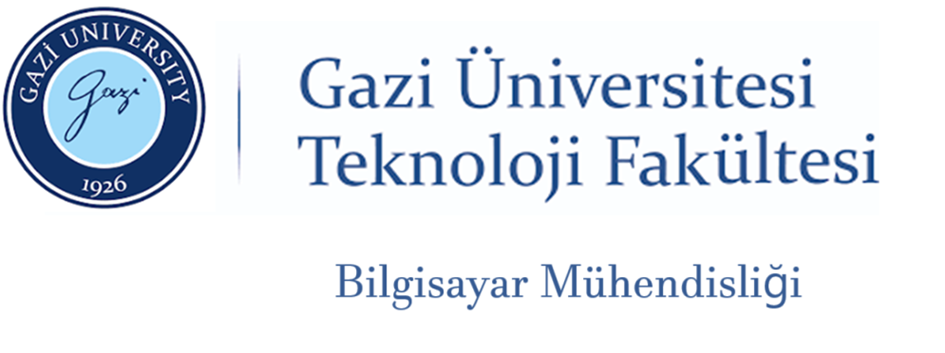 GAZİ UNIVERSITY
Gazi
1926
Gazi Üniversitesi
Teknoloji Fakültesi
Bilgisayar Mühendisliği